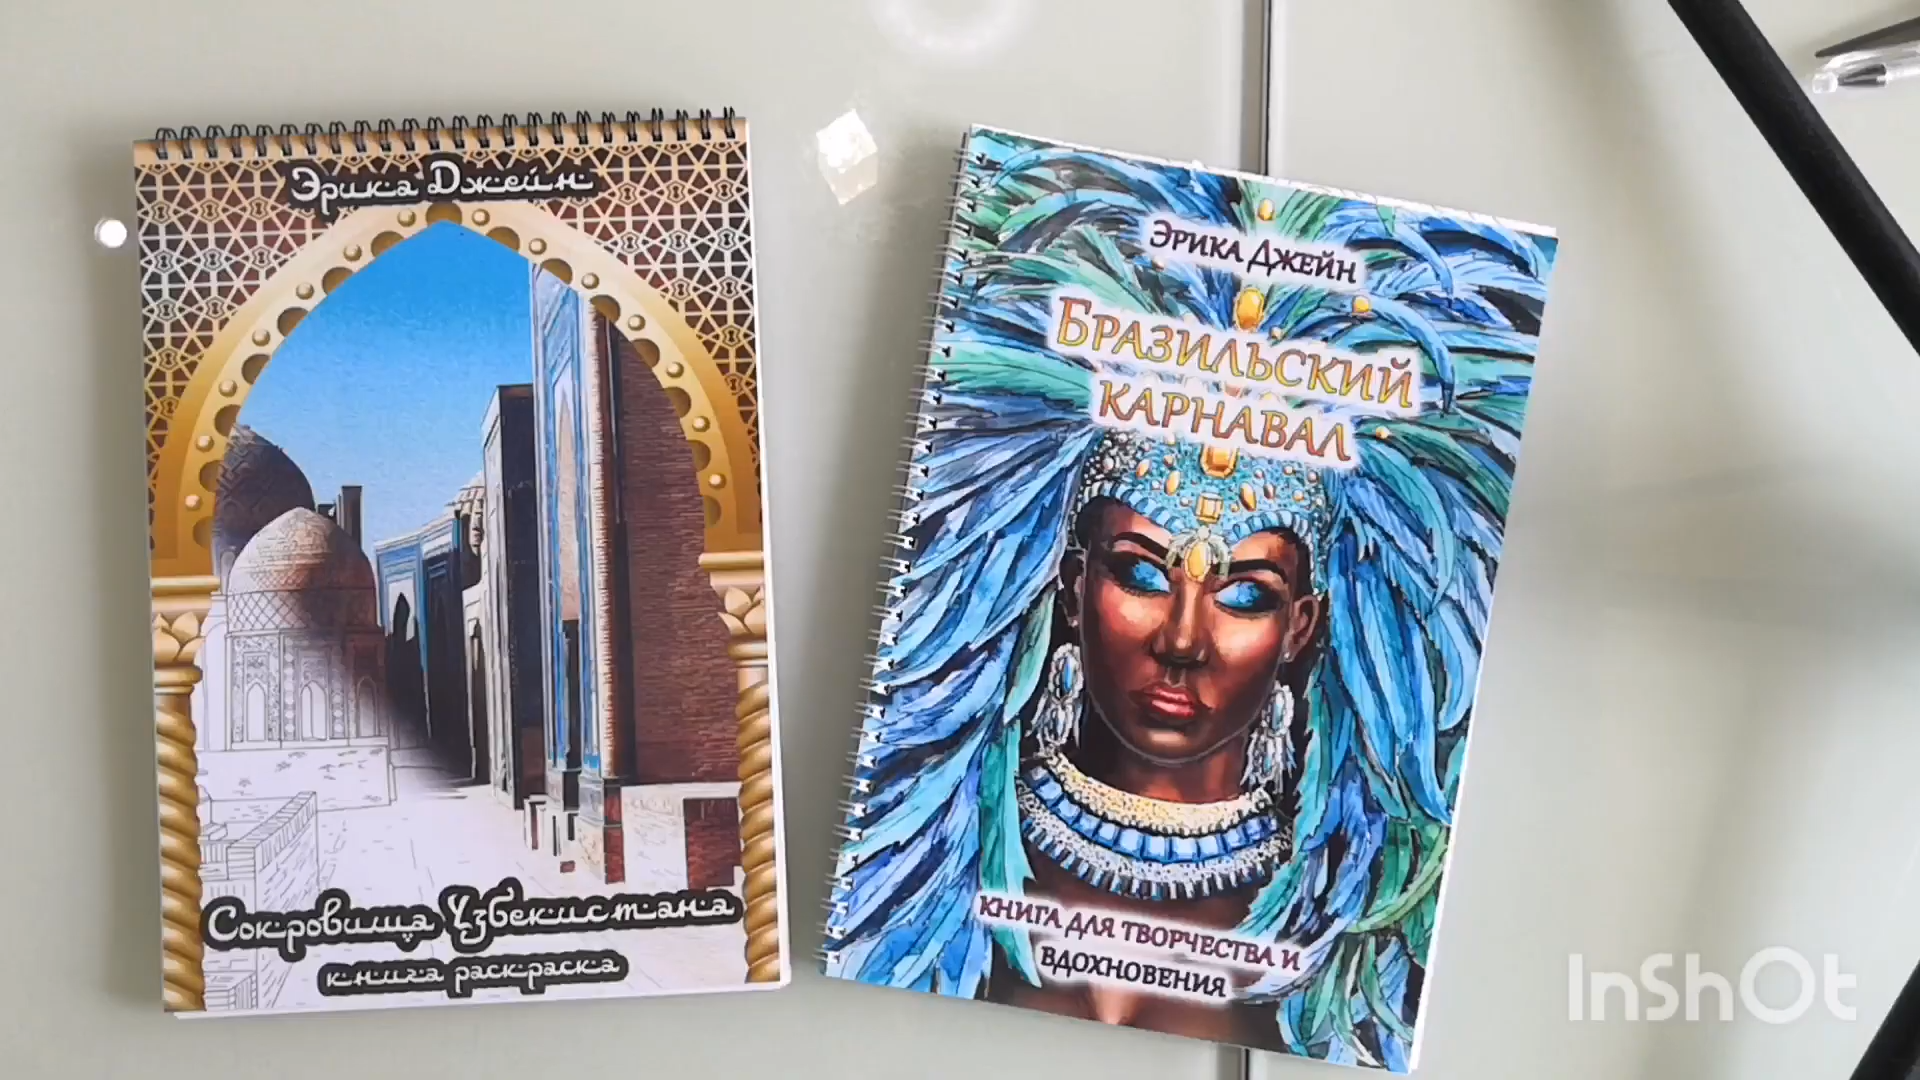 Эрика Джейн
Сокровища Узбекистана
книга раскраска
Эрика Джейн
Бразильский
карнавал
книга для творчества и
вдохновения
InShOt